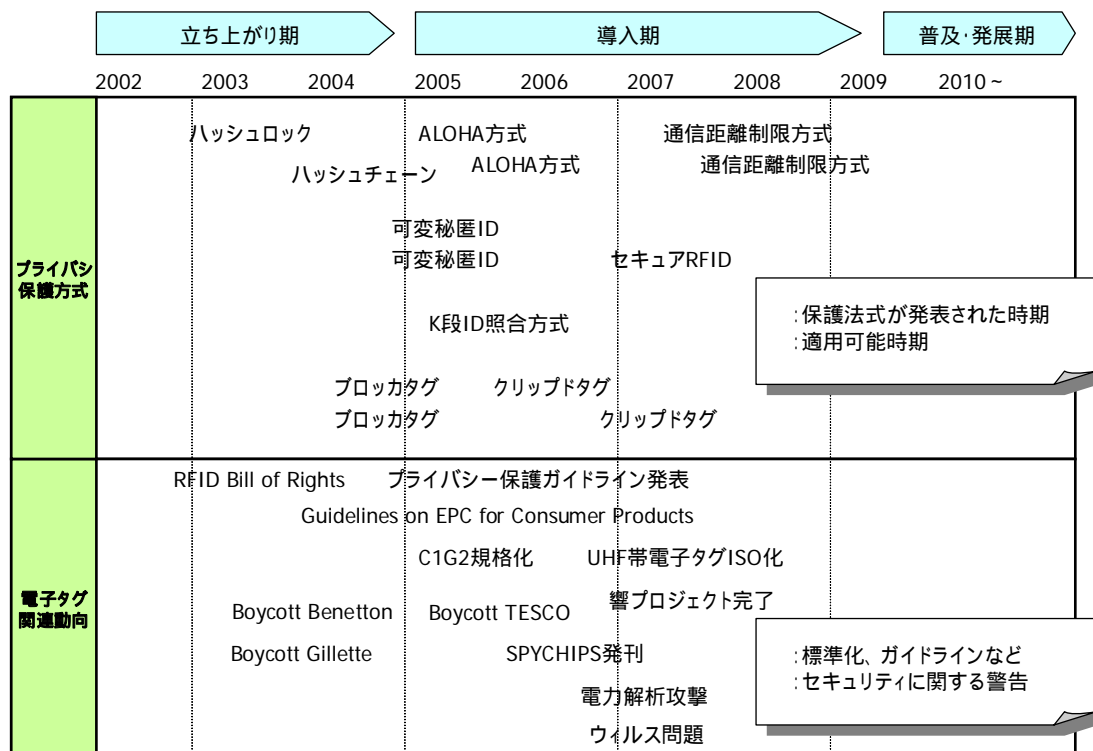 立ち上がり期 導入期 普及・発展期
2002 2003 2004 2005 2006 2007 2008 2009 2010～
プライバシ
保護方式
ハッシュロック ALOHA方式 通信距離制限方式
ハッシュチェーン ALOHA方式 通信距離制限方式
可変秘匿ID
可変秘匿ID セキュアRFID
K段ID照合方式
ブロッカタグ クリップドタグ
ブロッカタグ クリップドタグ
:保護法式が発表された時期
:適用可能時期
電子タグ
関連動向
RFID Bill of Rights プライバシー保護ガイドライン発表
Guidelines on EPC for Consumer Products
C1G2規格化 UHF帯電子タグISO化
響プロジェクト完了
Boycott Benetton Boycott TESCO
Boycott Gillette SPYCHIPS発刊
電力解析攻撃
ウィルス問題
:標準化、ガイドラインなど
:セキュリティに関する警告